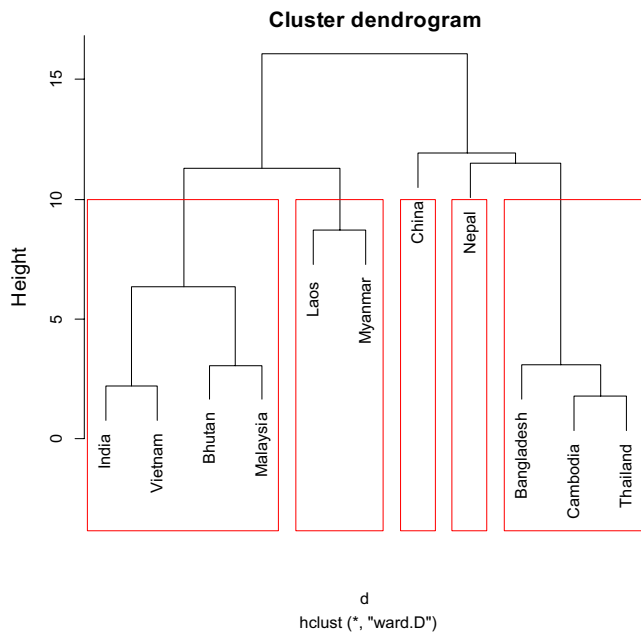 Cluster dendrogram
Height
15
10
5
0
India
Vietnam
Bhutan
Malaysia
Laos
Myanmar
China
Nepal
Bangladesh
Cambodia
Thailand
d
hclust (*, "ward.D")